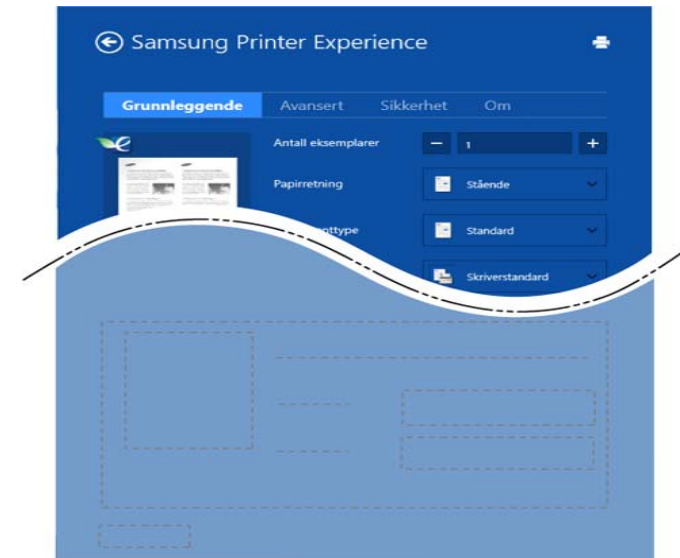 Samsung Printer Experience
Grunnleggende Avansert Sikkerhet Om
Antall eksemplarer 1
Papirretning Stående
Standard
Skriverstandard